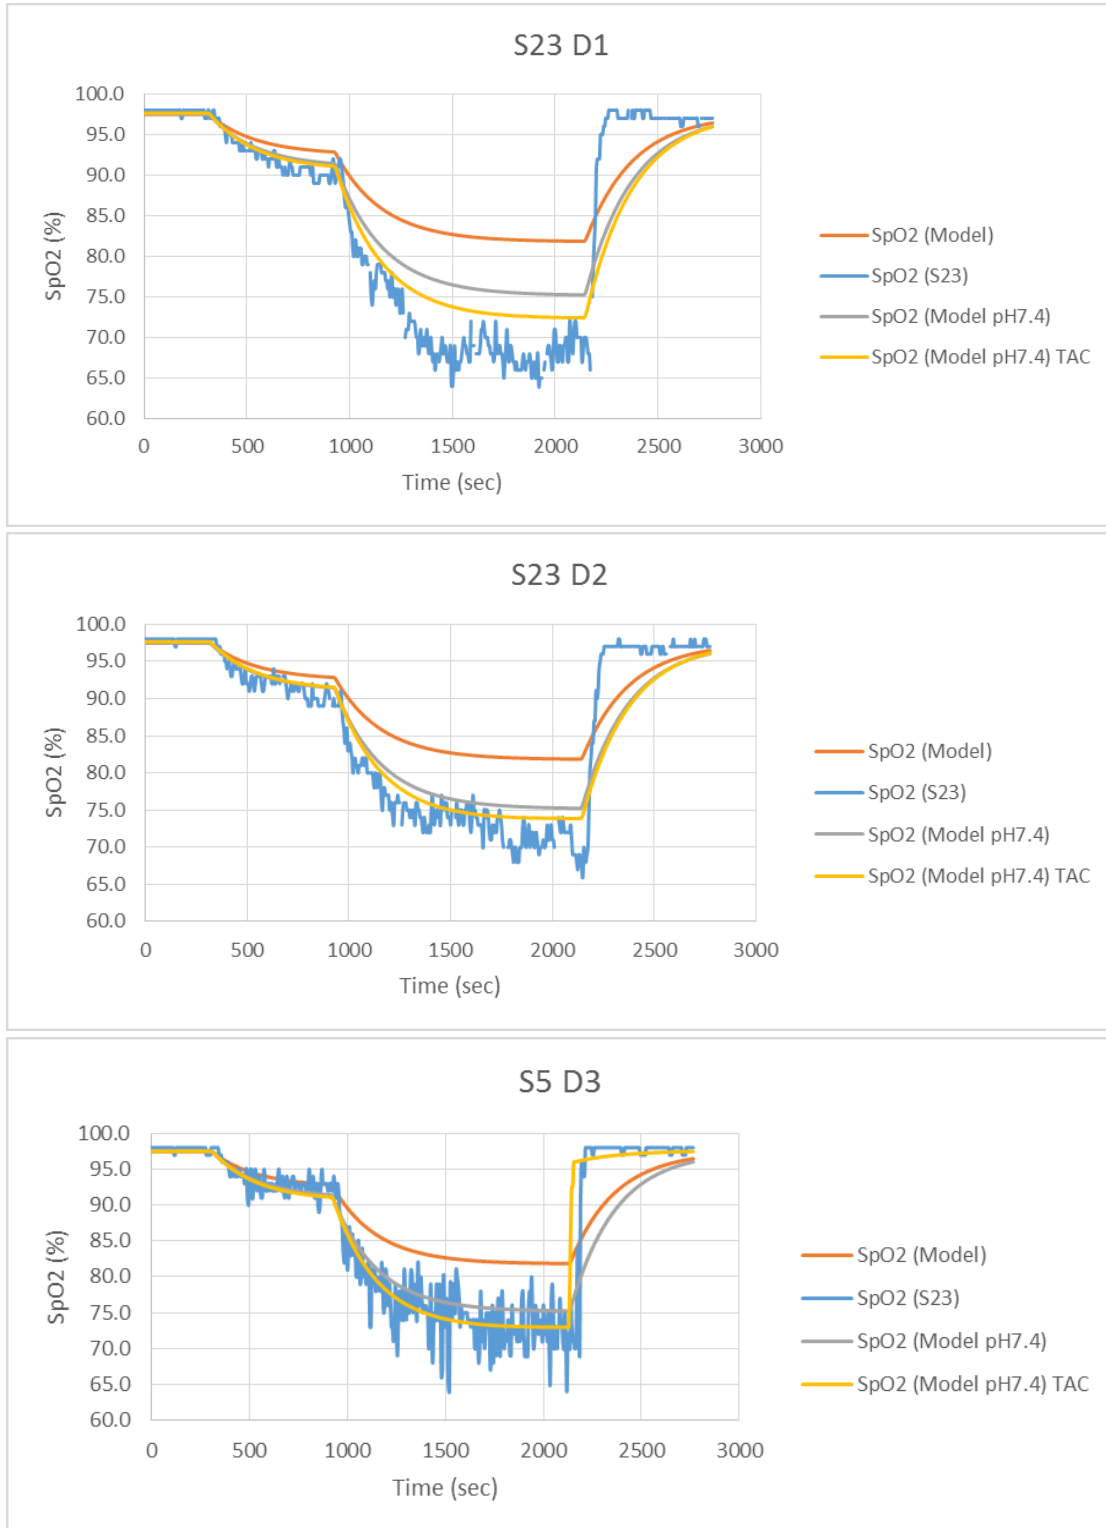 S23 D1
100.0
95.0
90.0
85.0
80.0
75.0
70.0
65.0
60.0
SpO2 (%)
0 500 1000 1500 2000 2500 3000
Time (sec)
SpO2 (Model)
SpO2 (S23)
SpO2 (Model pH7.4)
SpO2 (Model pH7.4) TAC
S23 D2
100.0
95.0
90.0
85.0
80.0
75.0
70.0
65.0
60.0
SpO2 (%)
0 500 1000 1500 2000 2500 3000
Time (sec)
SpO2 (Model)
SpO2 (S23)
SpO2 (Model pH7.4)
SpO2 (Model pH7.4) TAC
S5 D3
100.0
95.0
90.0
85.0
80.0
75.0
70.0
65.0
60.0
SpO2 (%)
0 500 1000 1500 2000 2500 3000
Time (sec)
SpO2 (Model)
SpO2 (S23)
SpO2 (Model pH7.4)
SpO2 (Model pH7.4) TAC